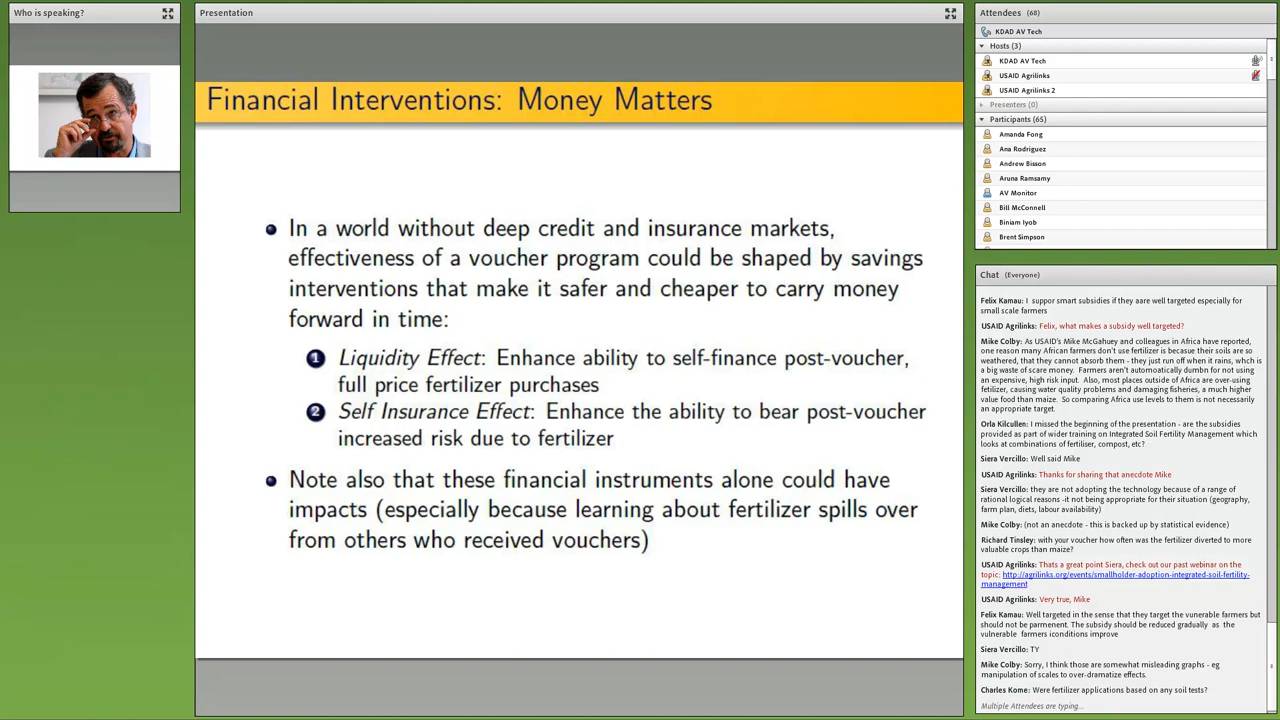 Who is speaking?
Presentation
Financial Interventions: Money Matters
In a world without deep credit and insurance markets,
effectiveness of a voucher program could be shaped by savings
interventions that make it safer and cheaper to carry money
forward in time:
1 Liquidity Effect: Enhance ability to self-finance post-voucher,
full price fertilizer purchases
2 Self Insurance Effect: Enhance the ability to bear post-voucher
increased risk due to fertilizer
Note also that these financial instruments alone could have
impacts (especially because learning about fertilizer spills over
from others who received vouchers)
Attendees (68)
KDAD AV Tech
Hosts (3)
KDAD AV Tech
USAID Agrilinks
USAID Agrilinks 2
Presenters (0)
Participants (65)
Amanda Fong
Ana Rodriguez
Andrew Bisson
Aruna Ramsamy
AV Monitor
Bill McConnell
Biniam Iyob
Brent Simpson
Chat (Everyone)
Felix Kamau: I suppor smart subsidies if they aare well targeted especially for
small scale farmers
USAID Agrilinks: Felix, what makes a subsidy well targeted?
Mike Colby: As USAID's Mike McGahuey and colleagues in Africa have reported,
one reason many African farmers don't use fertilizer is because their soils are so
weathered, that they cannot absorb them - they just run off when it rains, whch is
a big waste of scare money. Farmers aren't automoatically dumbn for not using
an expensive, high risk input. Also, most places outside of Africa are over-using
fertilizer, causing water quality problems and damaging fisheries, a much higher
value food than maize. So comparing Africa use levels to them is not necessarily
an appropriate target.
Orla Kilcullen: I missed the beginning of the presentation - are the subsidies
provided as part of wider training on Integrated Soil Fertility Management which
look at combinations of fertiliser, compost, etc?
Siera Vercillo: Well said Mike
USAID Agrilinks: Thanks for sharing that anecdote Mike
Siera Vercillo: they are not adopting the technology because of a range of
rational logical reasons -it not being appropriate for their situation (geography,
farm plan, diets, labour availability)
Mike Colby: (not an anecdote - this is backed up by statistical evidence)
Richard Tinsley: with your voucher how often was the fertilizer diverted to more
valuable crops than maize?
USAID Agrilinks: Thats a great point Siera, check out our past webinar on the
topic: http://agrilinks.org/events/smallholder-adoption-integrated-soil-fertility-
management
USAID Agrilinks: Very true, Mike
Felix Kamau: Well targeted in the sense that they target the vunerable farmers but
should not be parmenent. The subsidy should be reduced gradually as the
vulnerable farmers iconditions improve
Siera Vercillo: TY
Mike Colby: Sorry, I think those are somewhat misleading graphs - eg
manipulation of scales to over-dramatize effects.
Charles Kome: Were fertilizer applications based on any soil tests?
Multiple Attendees are typing...